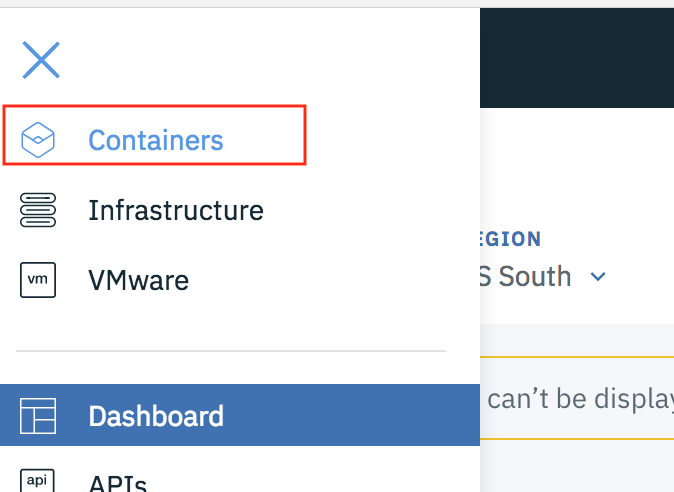 Containers
Infrastructure
vm VMware
EGION
S South
can’t be display
Dashboard
api APIs